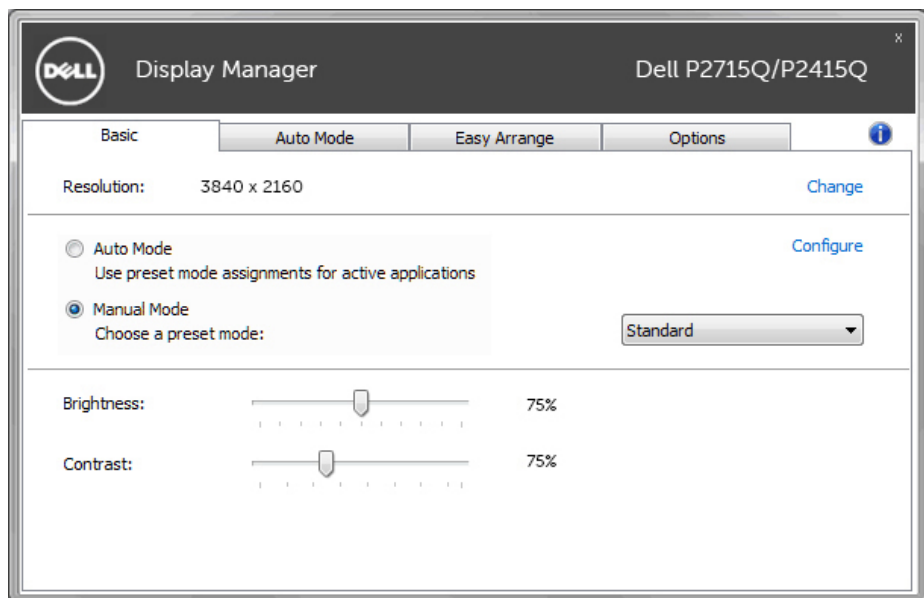 x
DELL Display Manager Dell P2715Q/P2415Q
Basic Auto Mode Easy Arrange Options i
Resolution: 3840 x 2160 Change
Auto Mode Configure
Use preset mode assignments for active applications
Manual Mode
Choose a preset mode: Standard
Brightness: 75%
Contrast: 75%